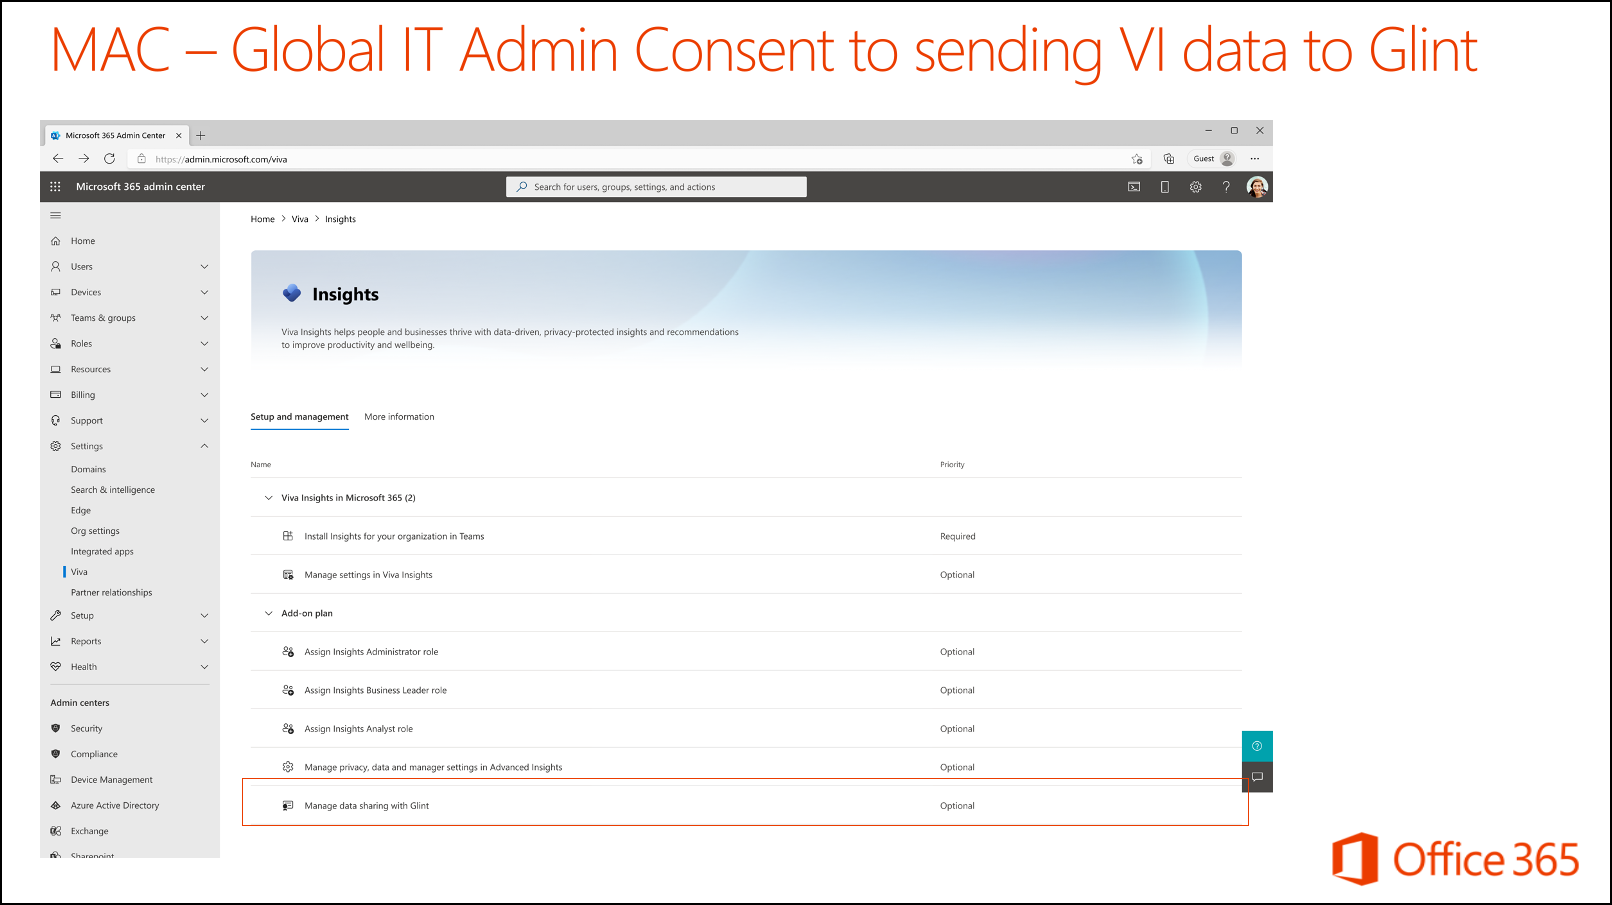 MAC – Global IT Admin Consent to sending VI data to Glint
Microsoft 365 Admin Center
https://admin.microsoft.com/viva
Guest
Microsoft 365 admin center
Search for users, groups, settings, and actions
Home
Users
Devices
Teams & groups
Roles
Resources
Billing
Support
Settings
Domains
Search & intelligence
Edge
Org settings
Integrated apps
Viva
Partner relationships
Setup
Reports
Health
Admin centers
Security
Compliance
Device Management
Azure Active Directory
Exchange
Sharepoint
Home > Viva > Insights
Insights
Viva Insights helps people and businesses thrive with data-driven, privacy-protected insights and recommendations
to improve productivity and wellbeing.
Setup and management More information
Name Priority
Viva Insights in Microsoft 365 (2)
Install Insights for your organization in Teams Required
Manage settings in Viva Insights Optional
Add-on plan
Assign Insights Administrator role Optional
Assign Insights Business Leader role Optional
Assign Insights Analyst role Optional
Manage privacy, data and manager settings in Advanced Insights Optional
Manage data sharing with Glint Optional
Office 365